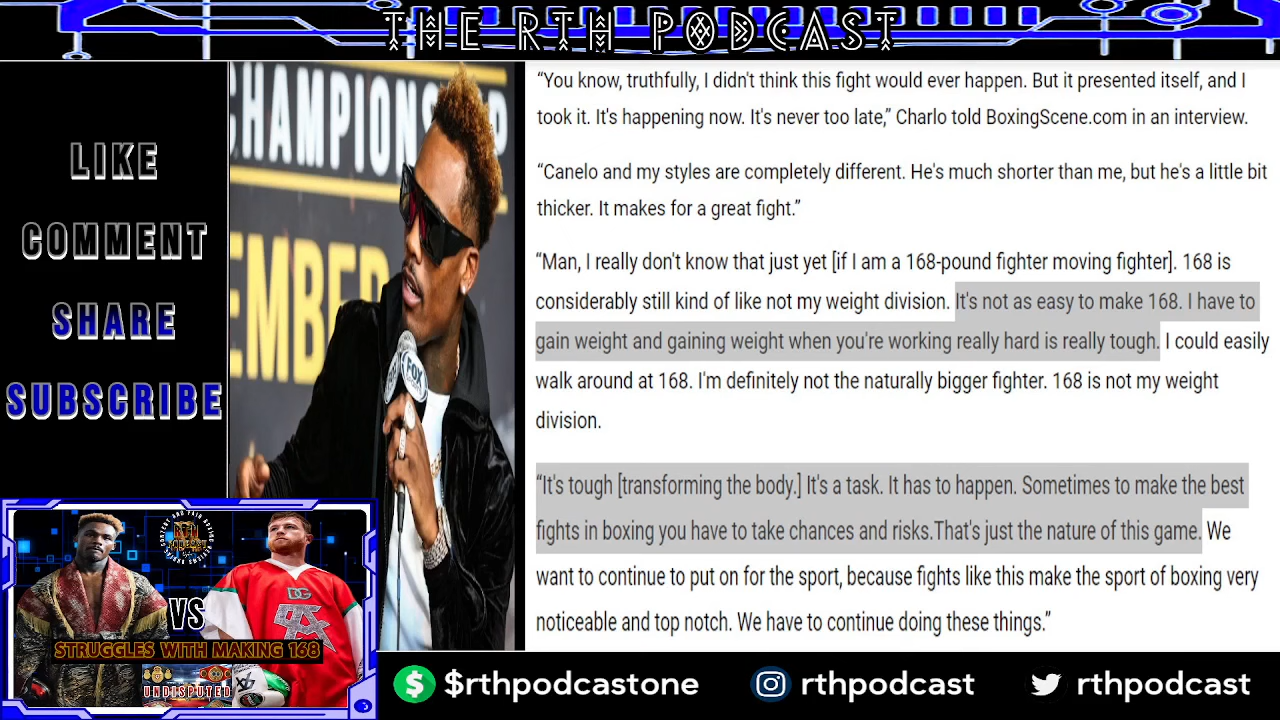 THE RTH PODCAST
LIKE
COMMENT
SHARE
SUBSCRIBE
CHAMPIONS P
EMBER
FOX
“You know, truthfully, I didn't think this fight would ever happen. But it presented itself, and I
took it. It's happening now. It's never too late,” Charlo told BoxingScene.com in an interview.
“Canelo and my styles are completely different. He's much shorter than me, but he's a little bit
thicker. It makes for a great fight.”
“Man, I really don't know that just yet [if I am a 168-pound fighter moving fighter]. 168 is
considerably still kind of like not my weight division. It's not as easy to make 168. I have to
gain weight and gaining weight when you're working really hard is really tough. I could easily
walk around at 168. I'm definitely not the naturally bigger fighter. 168 is not my weight
division.
“It's tough [transforming the body.] It's a task. It has to happen. Sometimes to make the best
fights in boxing you have to take chances and risks.That's just the nature of this game. We
want to continue to put on for the sport, because fights like this make the sport of boxing very
noticeable and top notch. We have to continue doing these things.”
RTH
PODCAST
DG
VS
STRUGGLES WITH MAKING 168
UNDISPUTED
$rthpodcastone
rthpodcast
rthpodcast